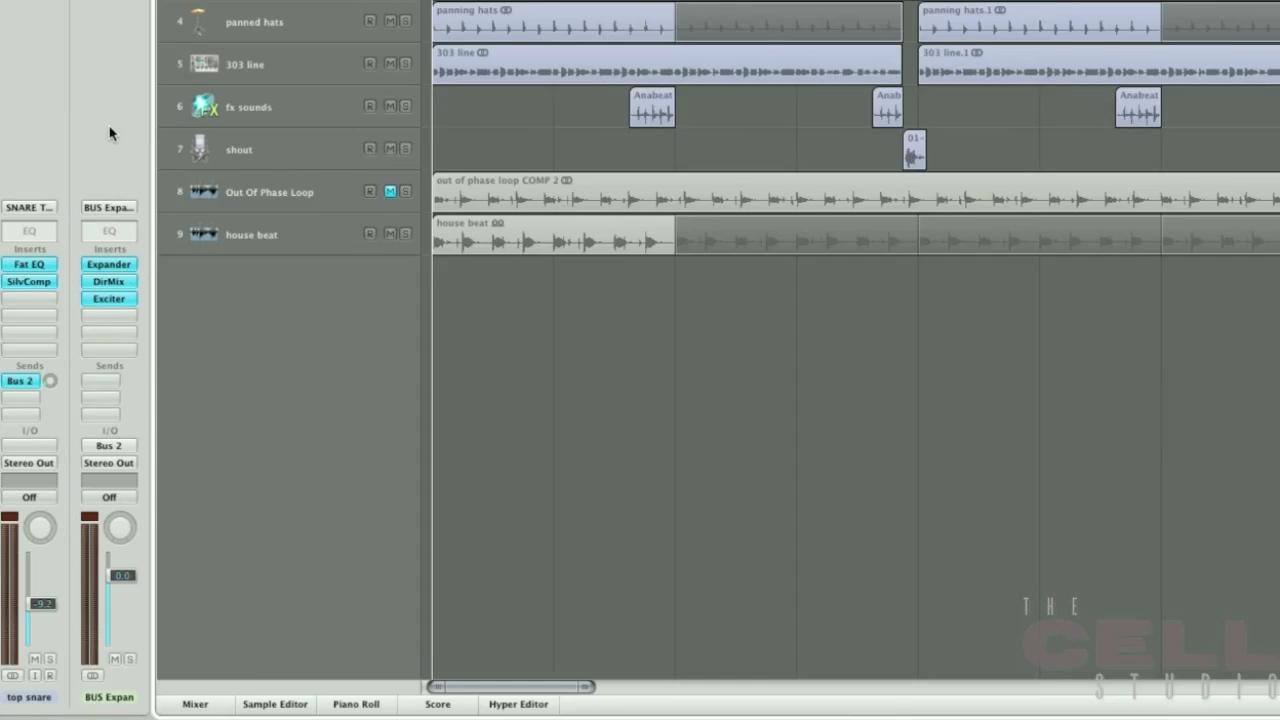 4 panned hats R M S
panning hats
panning hats.1
5 303 line R M S
303 line
303 line.1
6 fx sounds R M S
Anabeat
Anab
Anabeat
7 shout R M S
01-
8 Out Of Phase Loop R M S
out of phase loop COMP 2
9 house beat R M S
house beat
SNARE T... BUS Expa...
EQ EQ
Inserts Inserts
Fat EQ Expander
SilvComp DirMix
Exciter
Sends Sends
Bus 2
I/O I/O
Bus 2
Stereo Out Stereo Out
Off Off
0.0
-9.2
M S M S
I R
top snare BUS Expan
Mixer Sample Editor Piano Roll Score Hyper Editor
THE
CELL
STUDIO